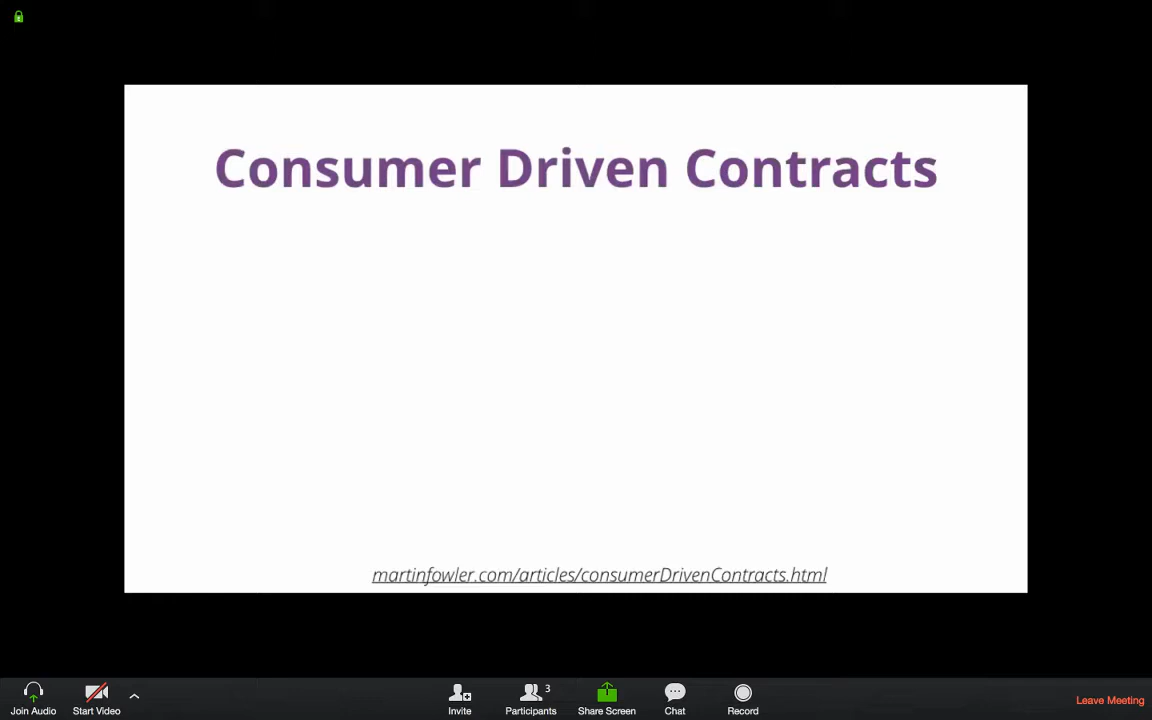 Consumer Driven Contracts
martinfowler.com/articles/consumerDrivenContracts.html
3
Join Audio
Start Video
Invite
Participants
Share Screen
Chat
Record
Leave Meeting